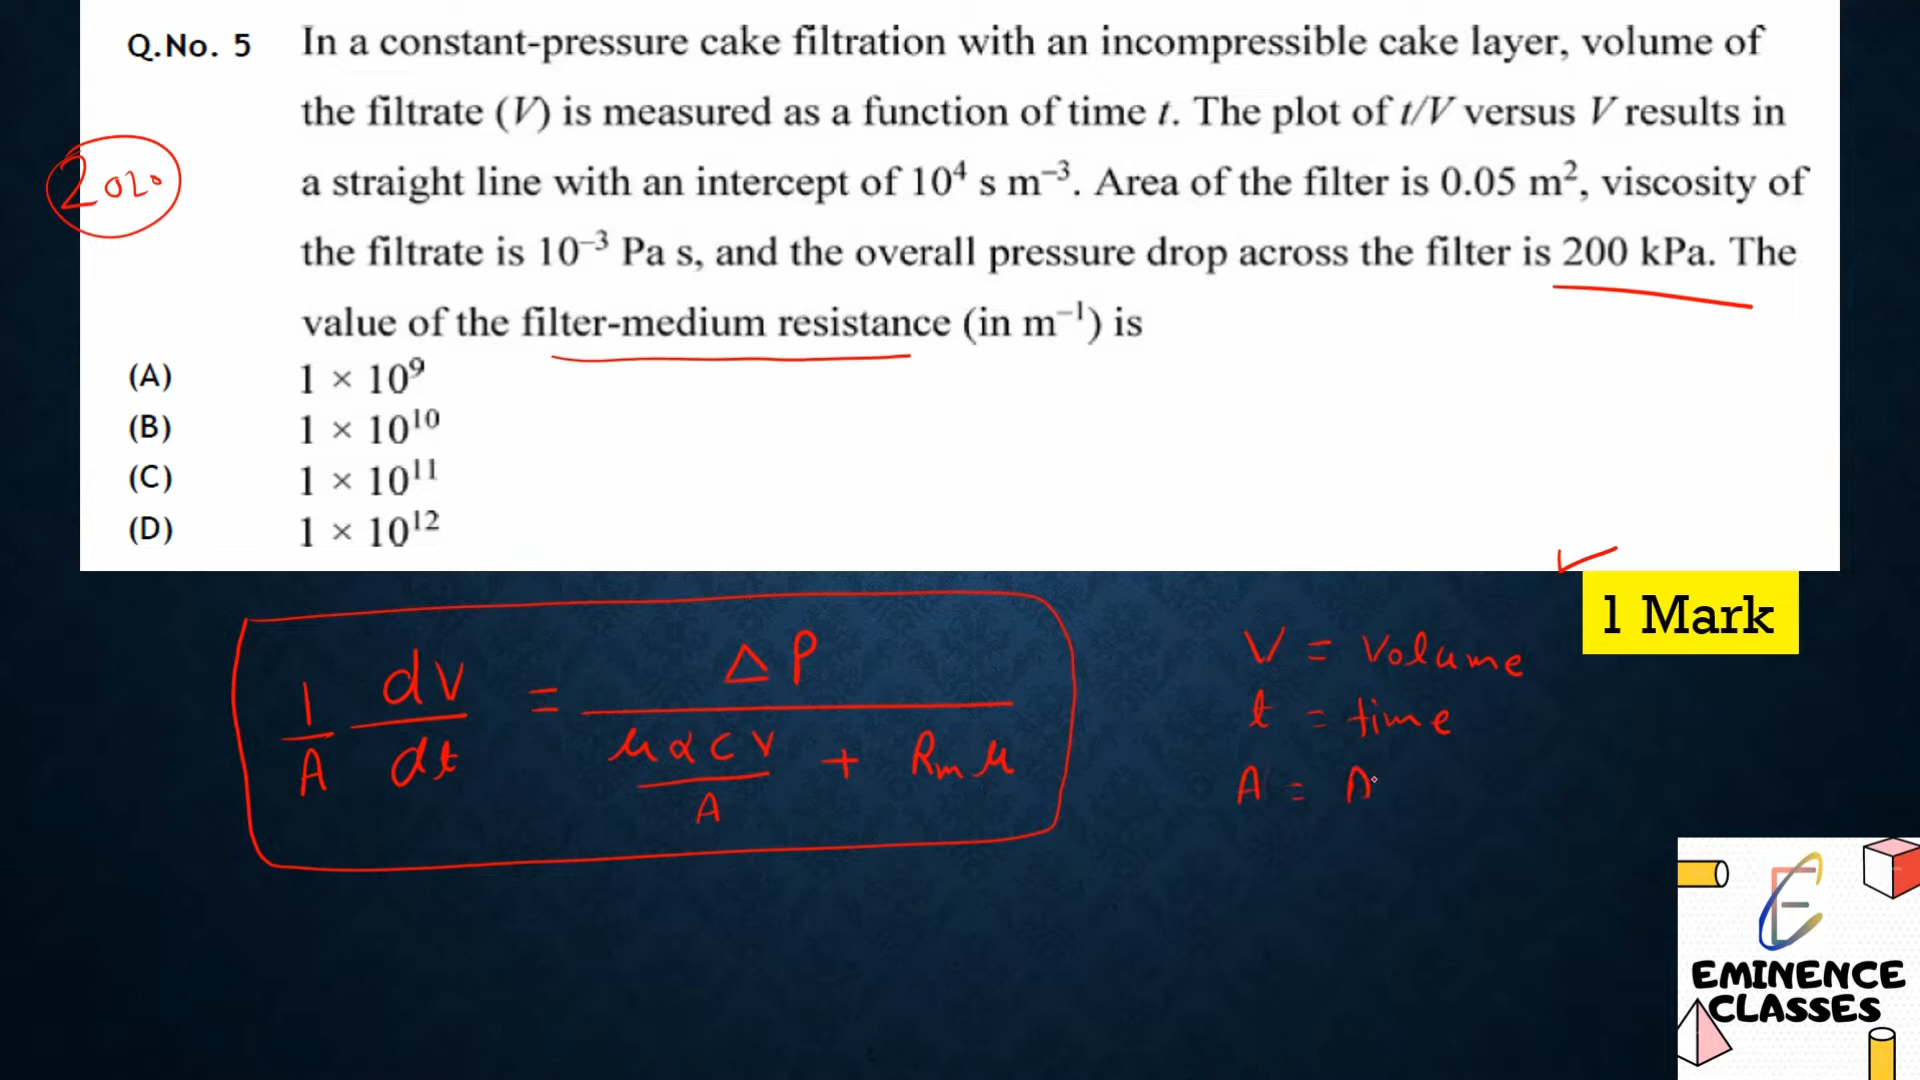 Q.No. 5 In a constant-pressure cake filtration with an incompressible cake layer, volume of
the filtrate (V) is measured as a function of time t. The plot of t/V versus V results in
2020
a straight line with an intercept of 10⁴ s m⁻³. Area of the filter is 0.05 m², viscosity of
the filtrate is 10⁻³ Pa s, and the overall pressure drop across the filter is 200 kPa. The
value of the filter-medium resistance (in m⁻¹) is
(A) 1 × 10⁹
(B) 1 × 10¹⁰
(C) 1 × 10¹¹
(D) 1 × 10¹²
1 Mark
1/A dV/dt = ΔP / (μαcV/A + Rₘμ)
V = Volume
t = time
A = A
EMINENCE
CLASSES